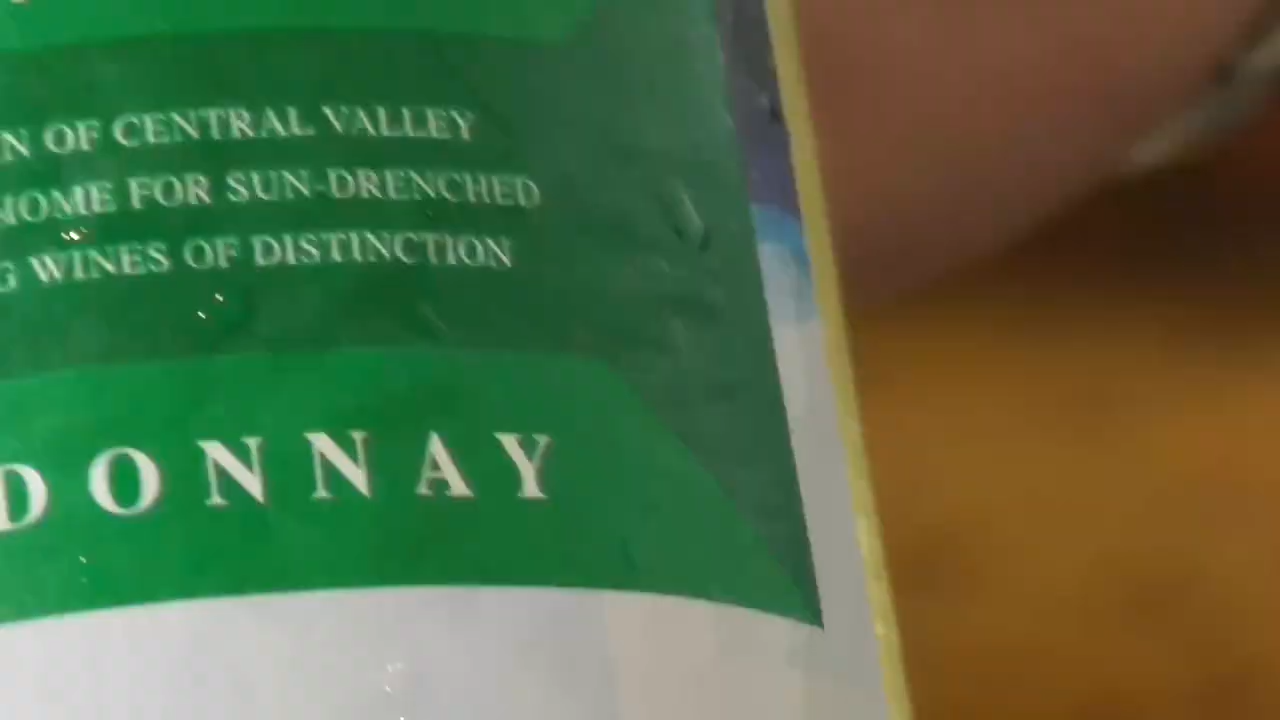 N OF CENTRAL VALLEY
HOME FOR SUN-DRENCHED
G WINES OF DISTINCTION
DONNAY